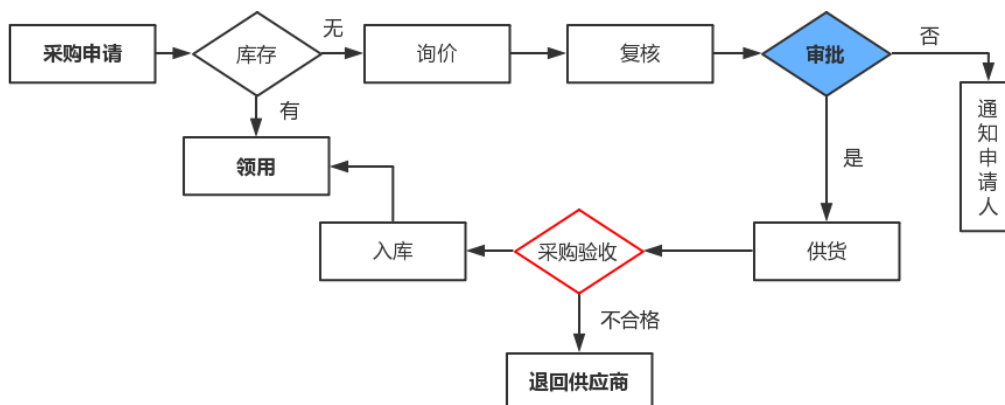 采购申请
库存
无
询价
复核
审批
否
通知申请人
有
领用
是
入库
采购验收
供货
不合格
退回供应商